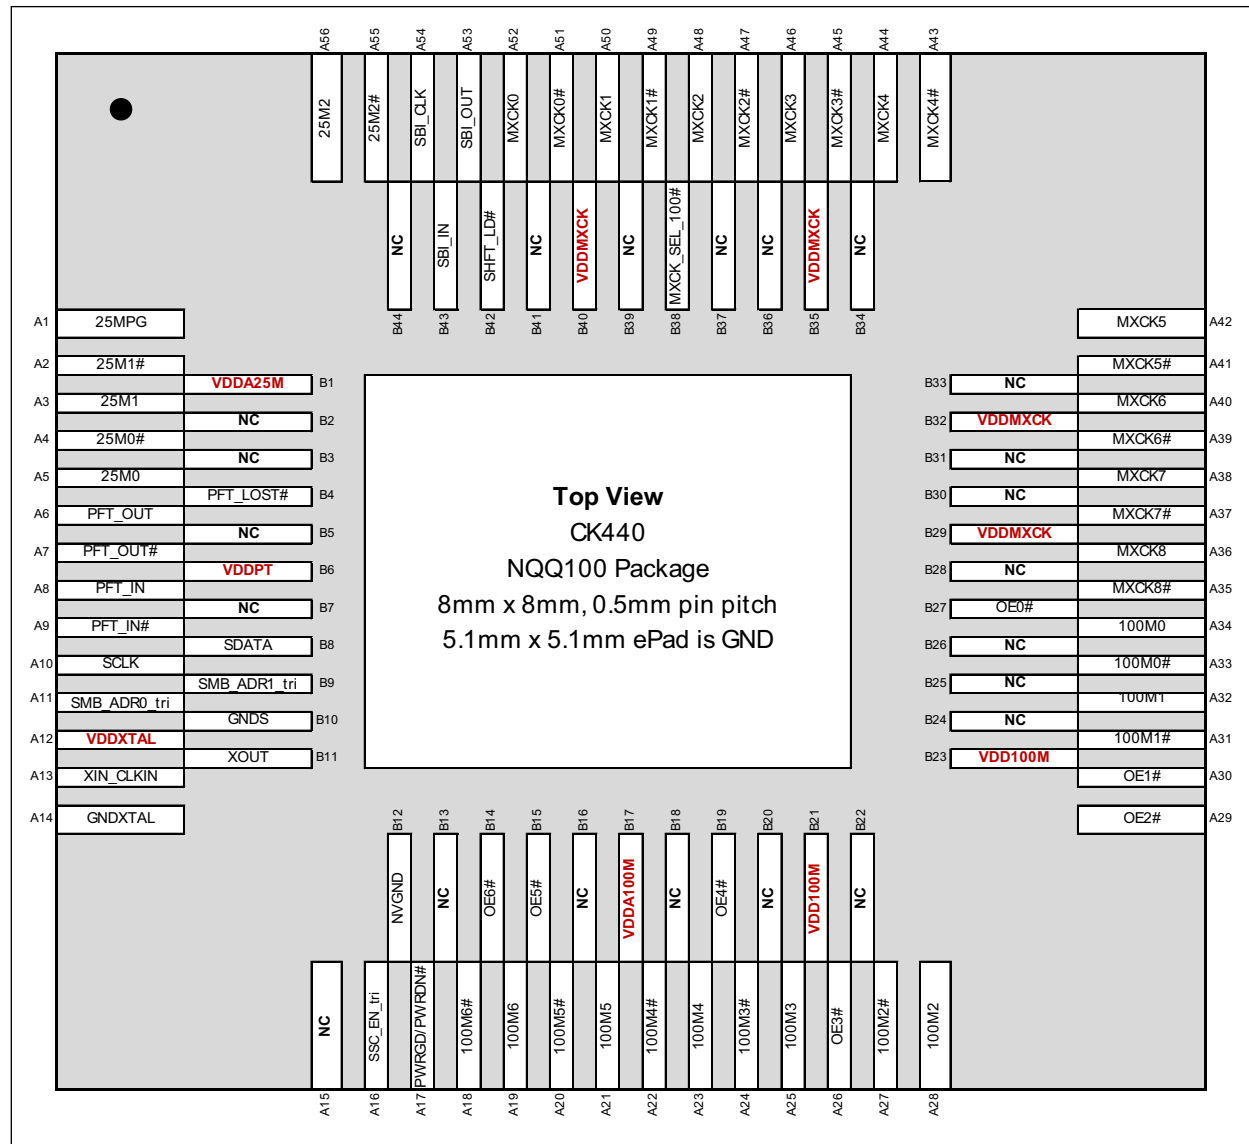 A56 A55 A54 A53 A52 A51 A50 A49 A48 A47 A46 A45 A44 A43
25M2 25M2# SBI_CLK SBI_OUT MXCK0 MXCK0# MXCK1 MXCK1# MXCK2 MXCK2# MXCK3 MXCK3# MXCK4 MXCK4#
NC SBI_IN SHFT_LD# NC VDDMXCK NC MXCK_SEL_100# NC NC VDDMXCK NC
B44 B43 B42 B41 B40 B39 B38 B37 B36 B35 B34
A1 25MPG
A2 25M1#
VDDA25M B1
A3 25M1
NC B2
A4 25M0#
NC B3
A5 25M0
PFT_LOST# B4
A6 PFT_OUT
NC B5
A7 PFT_OUT#
VDDPT B6
A8 PFT_IN
NC B7
A9 PFT_IN#
SDATA B8
A10 SCLK
SMB_ADR1_tri B9
A11 SMB_ADR0_tri
GNDS B10
A12 VDDXTAL
XOUT B11
A13 XIN_CLKIN
A14 GNDXTAL
Top View
CK440
NQQ100 Package
8mm x 8mm, 0.5mm pin pitch
5.1mm x 5.1mm ePad is GND
MXCK5 A42
MXCK5# A41
B33 NC
MXCK6 A40
B32 VDDMXCK
MXCK6# A39
B31 NC
MXCK7 A38
B30 NC
MXCK7# A37
B29 VDDMXCK
MXCK8 A36
B28 NC
MXCK8# A35
B27 OE0#
100M0 A34
B26 NC
100M0# A33
B25 NC
100M1 A32
B24 NC
100M1# A31
B23 VDD100M
OE1# A30
OE2# A29
B12 B13 B14 B15 B16 B17 B18 B19 B20 B21 B22
NVGND NC OE6# OE5# NC VDDA100M NC OE4# NC VDD100M NC
NC SSC_EN_tri PWRGD/PWRDN# 100M6# 100M6 100M5# 100M5 100M4# 100M4 100M3# 100M3 OE3# 100M2# 100M2
A15 A16 A17 A18 A19 A20 A21 A22 A23 A24 A25 A26 A27 A28